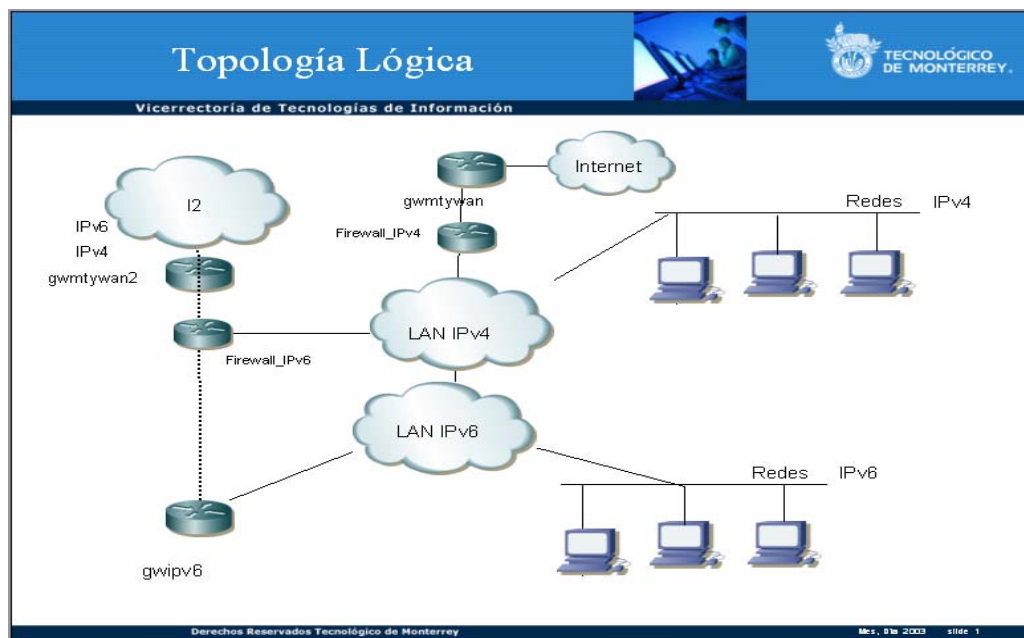 Topología Lógica
TECNOLÓGICO
DE MONTERREY.
Vicerrectoría de Tecnologías de Información
Internet
I2
gwmtywan
Redes IPv4
IPv6
Firewall_IPv4
IPv4
gwmtywan2
LAN IPv4
Firewall_IPv6
LAN IPv6
Redes IPv6
gwipv6
Derechos Reservados Tecnológico de Monterrey
Mes, Día 2003 slide 1